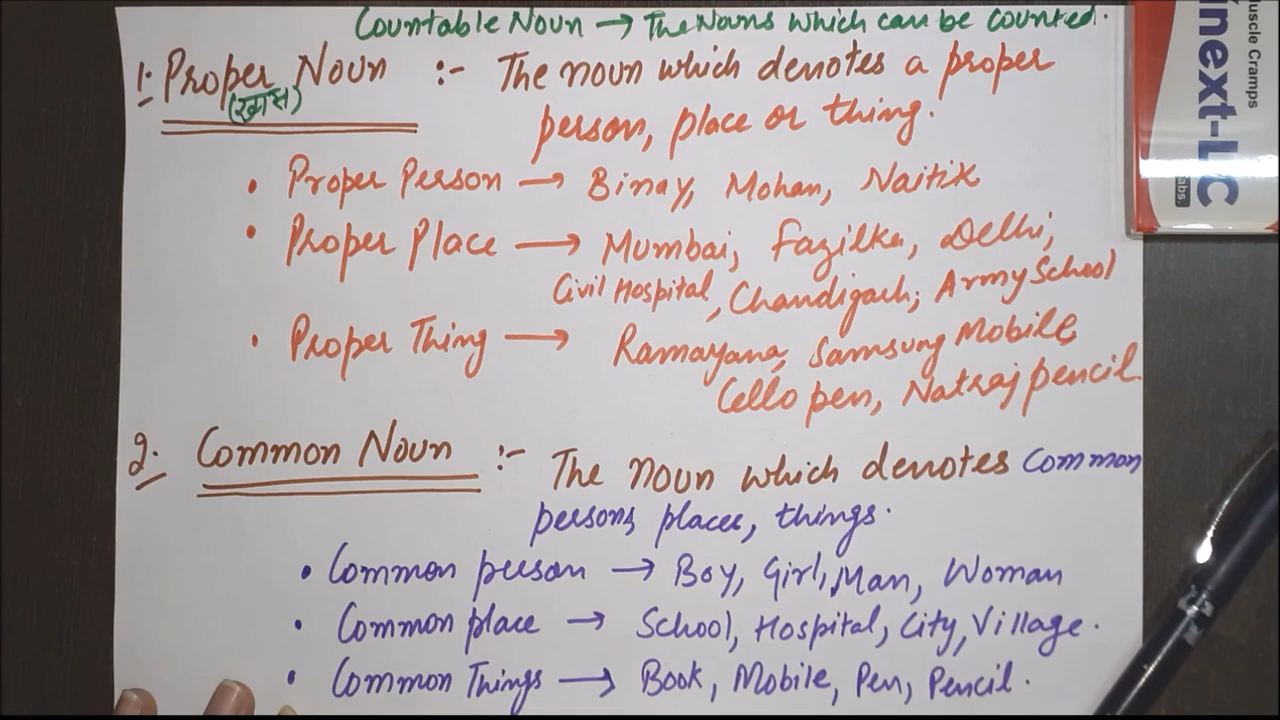 Countable Noun → The Nouns which can be counted.
1. Proper Noun :- The noun which denotes a proper
(खास)
person, place or thing.
• Proper Person → Binay, Mohan, Naitik
• Proper Place → Mumbai, Fazilka, Delhi,
Civil Hospital, Chandigarh, Army School
• Proper Thing → Ramayana, Samsung Mobile
Cello pen, Natraj pencil
2. Common Noun :- The noun which denotes common
persons places, things.
• Common person → Boy, Girl, Man, Woman
• Common place → School, Hospital, City, Village.
• Common Things → Book, Mobile, Pen, Pencil.
uscle Cramps
inext-LC
abs.